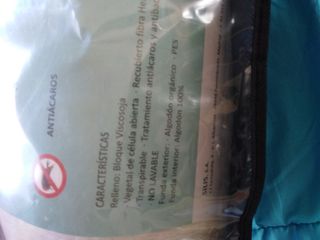 ANTIÁCAROS
CARACTERÍSTICAS
Relleno: Bloque Viscosoja
· Vegetal de célula abierta · Recubierto fibra
· Transpirable · Tratamiento antiácaros y
NO LAVABLE
Funda exterior: · Algodón orgánico · PES
Funda interior: Algodón 100%